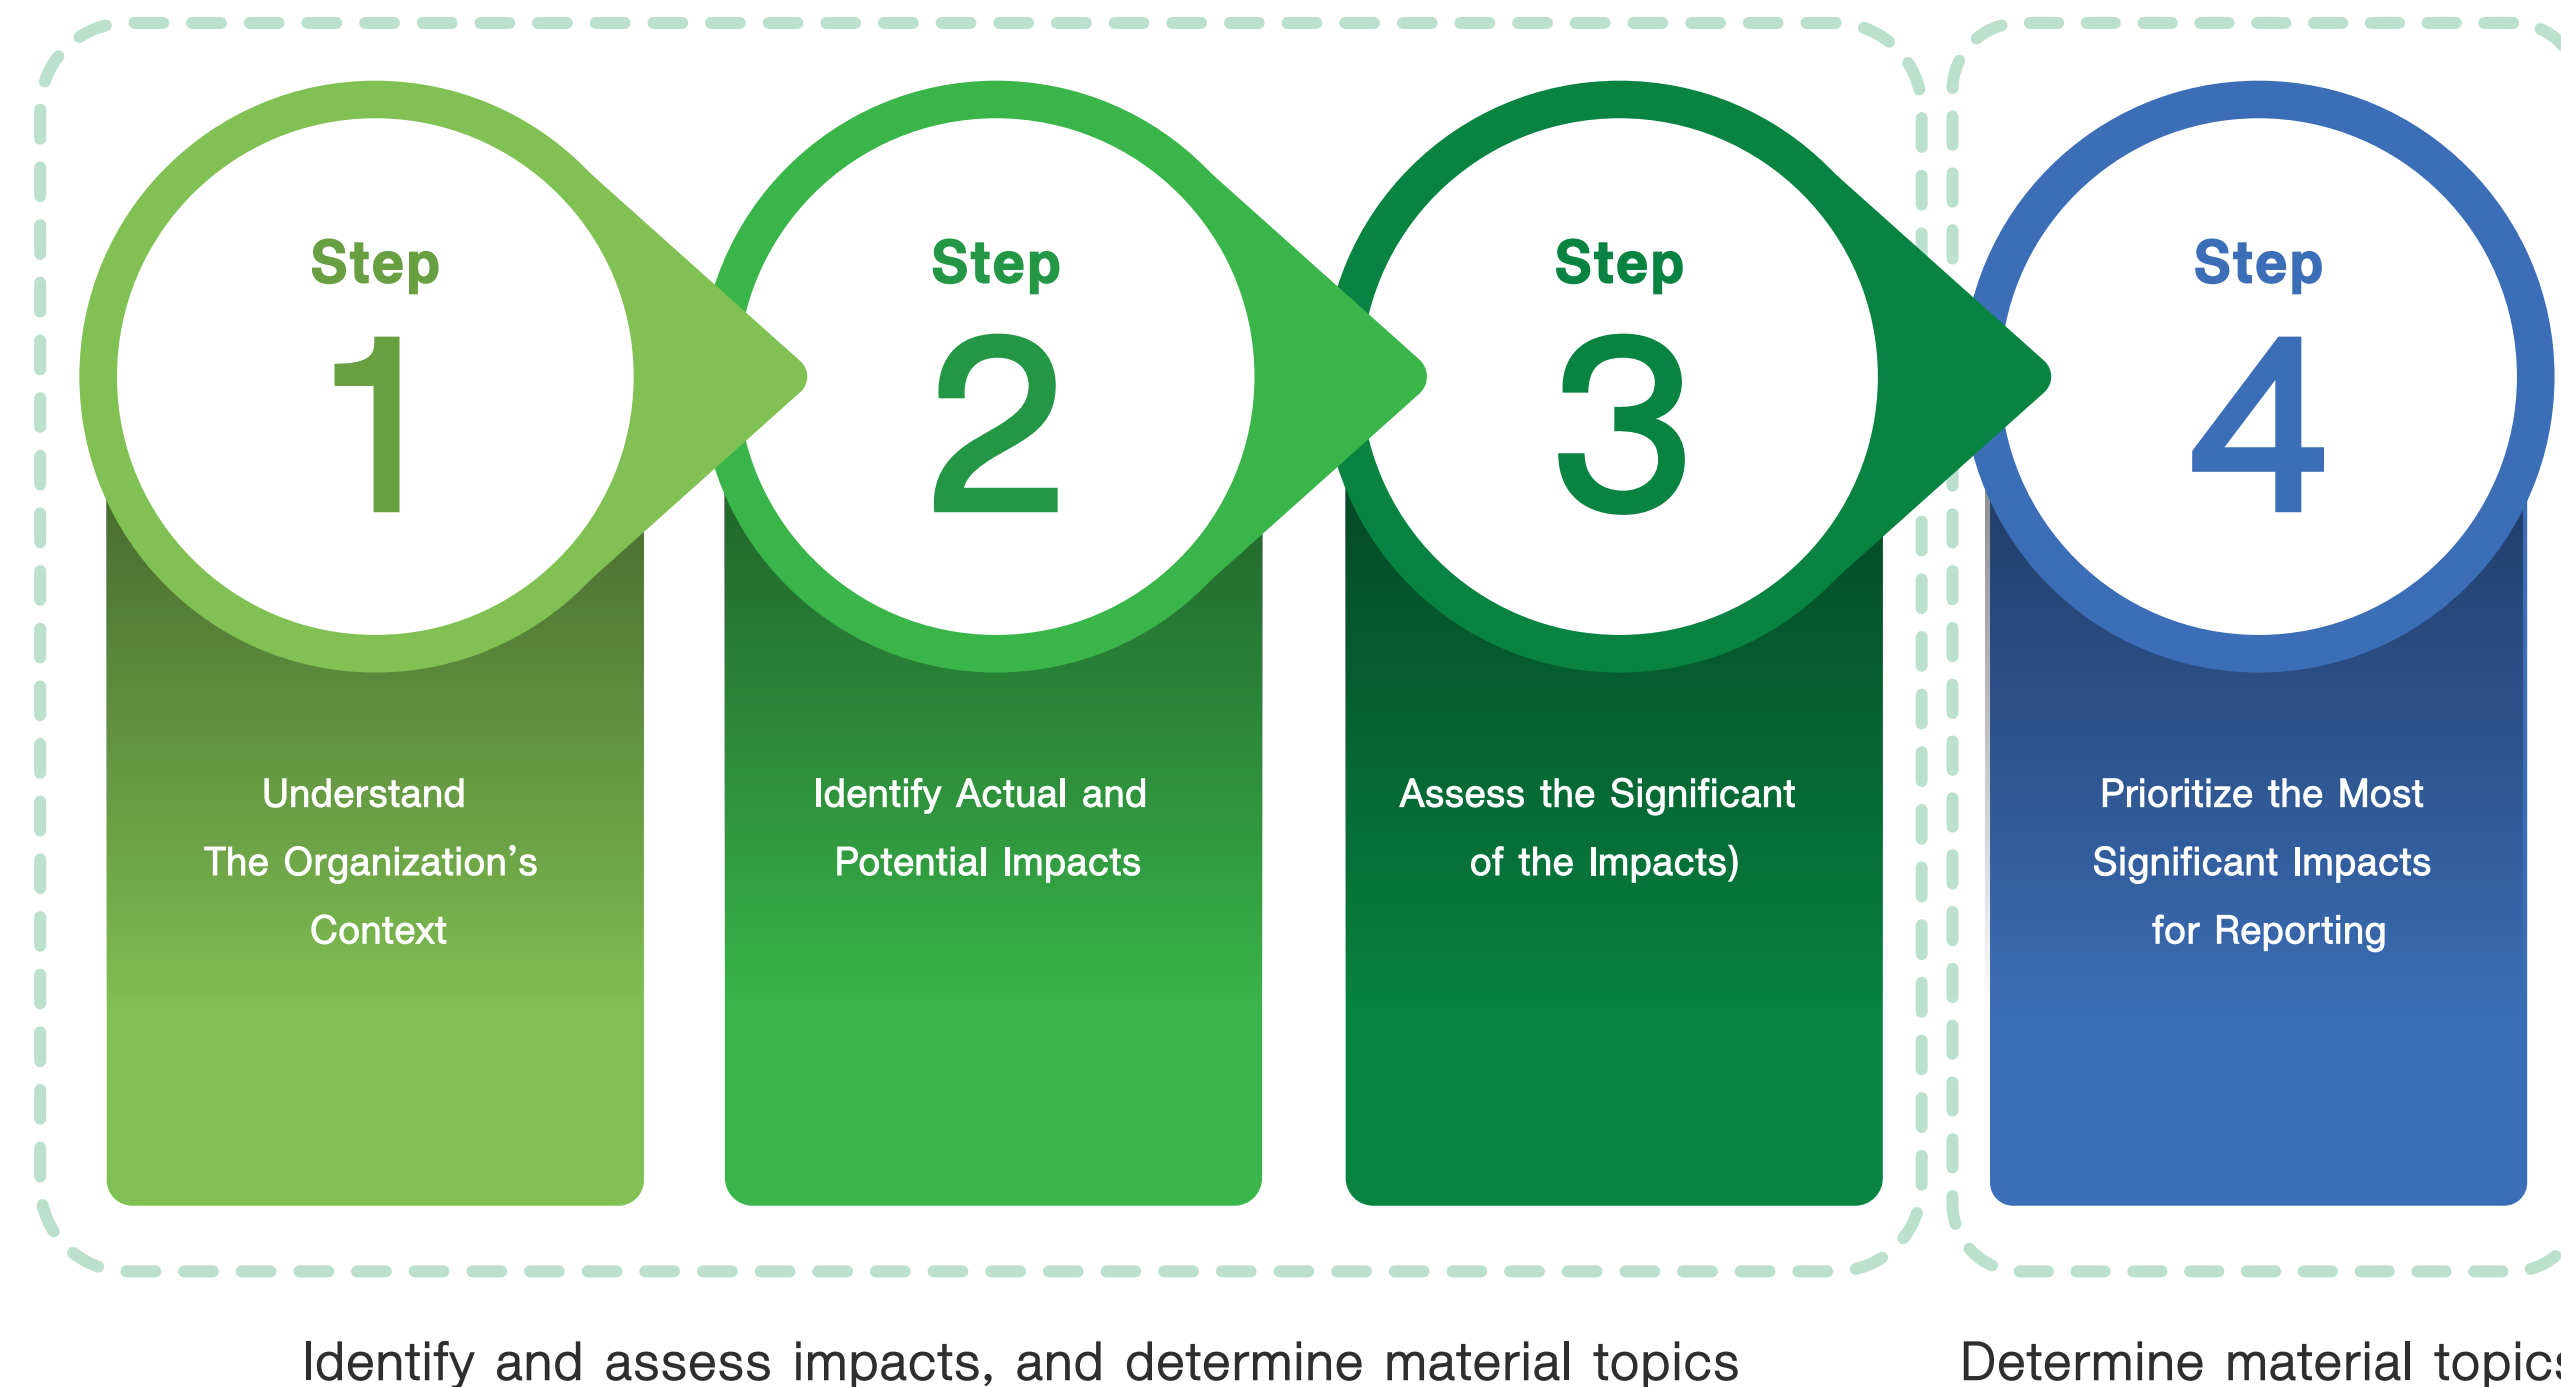 Step
1
Understand
The Organization's
Context
Step
2
Identify Actual and
Potential Impacts
Step
3
Assess the Significant
of the Impacts)
Step
4
Prioritize the Most
Significant Impacts
for Reporting
Identify and assess impacts, and determine material topics
Determine material topics